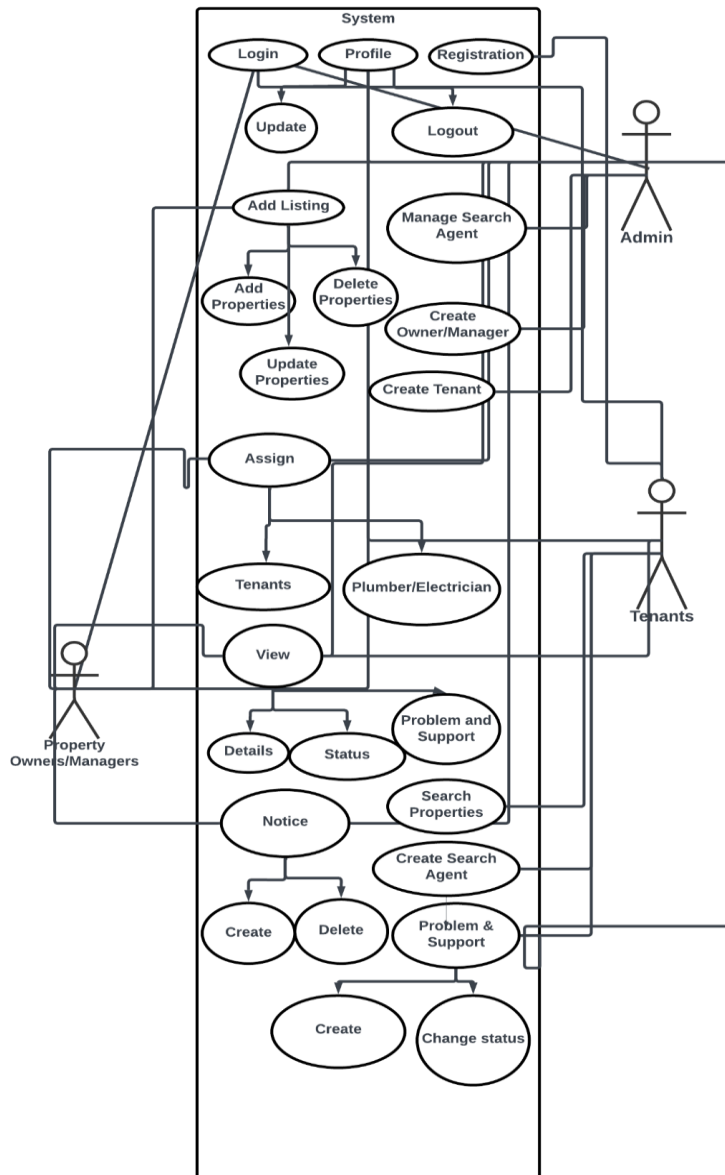 System
Login
Profile
Registration
Update
Logout
Admin
Add Listing
Manage Search
Agent
Add
Properties
Delete
Properties
Create
Owner/Manager
Update
Properties
Create Tenant
Assign
Tenants
Plumber/Electrician
Tenants
View
Property
Owners/Managers
Details
Status
Problem and
Support
Search
Properties
Notice
Create Search
Agent
Create
Delete
Problem &
Support
Create
Change status